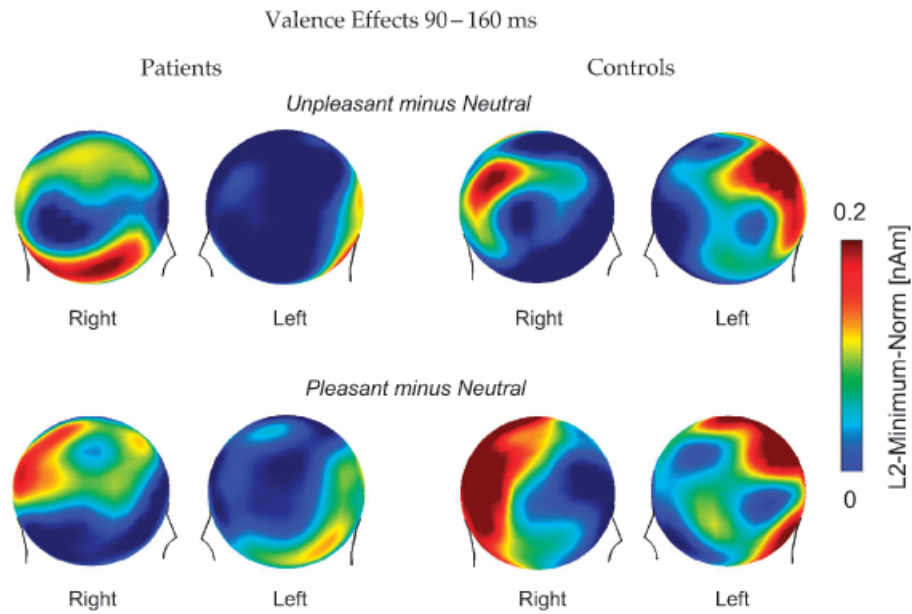 Valence Effects 90–160 ms
Patients
Controls
Unpleasant minus Neutral
Right
Left
Right
Left
Pleasant minus Neutral
Right
Left
Right
Left
0.2
0
L2-Minimum-Norm [nAm]